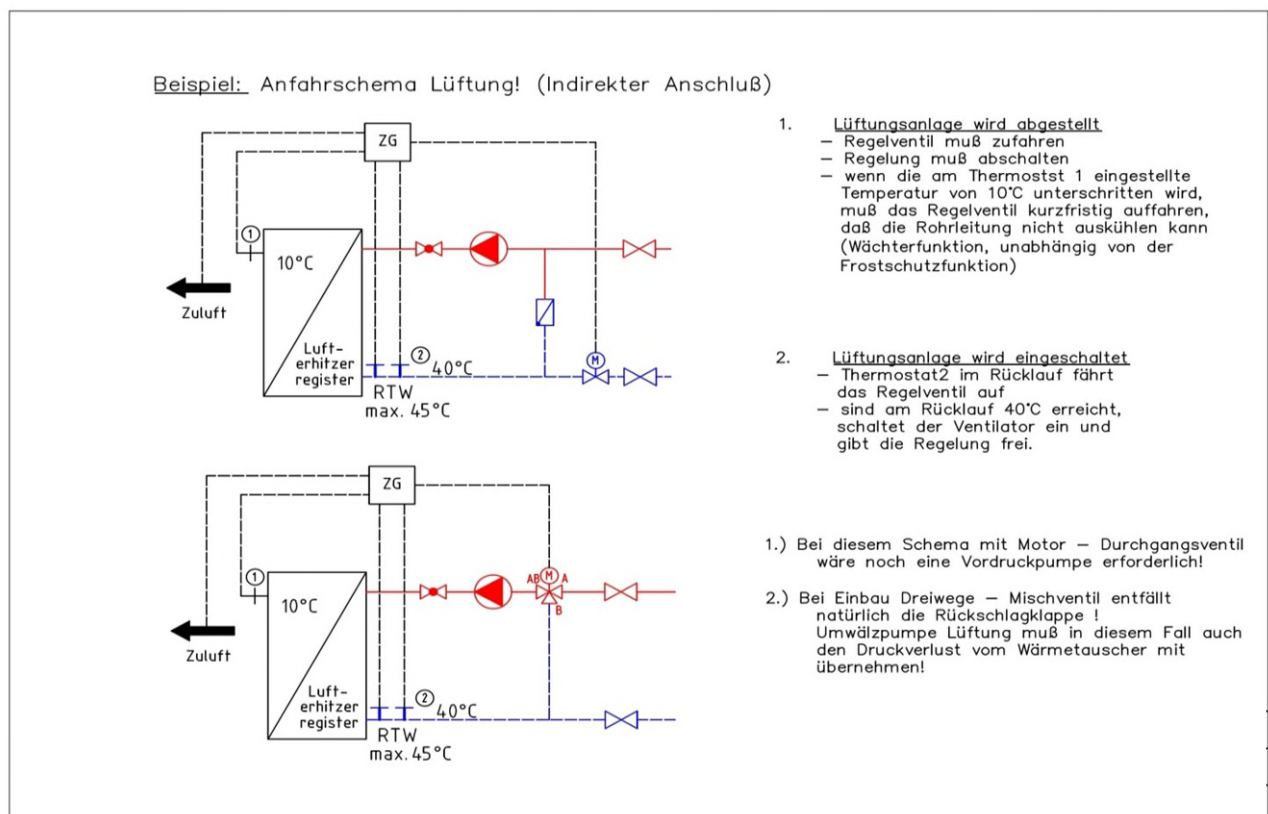 Beispiel: Anfahrschema Lüftung! (Indirekter Anschluß)
ZG
1
10°C
Zuluft
Luft-
erhitzer
register
2
40°C
RTW
max. 45°C
M
ZG
1
10°C
Zuluft
Luft-
erhitzer
register
2
40°C
RTW
max. 45°C
AB
M
A
B
1. Lüftungsanlage wird abgestellt
– Regelventil muß zufahren
– Regelung muß abschalten
– wenn die am Thermostst 1 eingestellte
Temperatur von 10°C unterschritten wird,
muß das Regelventil kurzfristig auffahren,
daß die Rohrleitung nicht auskühlen kann
(Wächterfunktion, unabhängig von der
Frostschutzfunktion)
2. Lüftungsanlage wird eingeschaltet
– Thermostat2 im Rücklauf fährt
das Regelventil auf
– sind am Rücklauf 40°C erreicht,
schaltet der Ventilator ein und
gibt die Regelung frei.
1.) Bei diesem Schema mit Motor – Durchgangsventil
wäre noch eine Vordruckpumpe erforderlich!
2.) Bei Einbau Dreiwege – Mischventil entfällt
natürlich die Rückschlagklappe !
Umwälzpumpe Lüftung muß in diesem Fall auch
den Druckverlust vom Wärmetauscher mit
übernehmen!